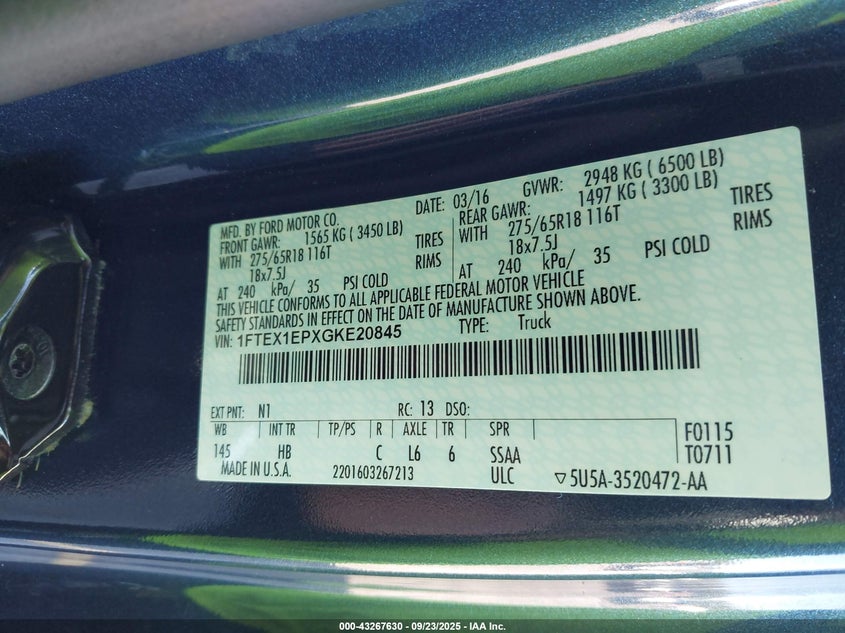 MFD. BY FORD MOTOR CO.
DATE: 03/16 GVWR: 2948 KG ( 6500 LB)
FRONT GAWR: 1565 KG ( 3450 LB)
REAR GAWR: 1497 KG ( 3300 LB)
WITH 275/65R18 116T TIRES
WITH 275/65R18 116T TIRES
18x7.5J RIMS
18x7.5J RIMS
AT 240 kPa/ 35 PSI COLD
AT 240 kPa/ 35 PSI COLD
THIS VEHICLE CONFORMS TO ALL APPLICABLE FEDERAL MOTOR VEHICLE
SAFETY STANDARDS IN EFFECT ON THE DATE OF MANUFACTURE SHOWN ABOVE.
VIN: 1FTEX1EPXGKE20845 TYPE: Truck
EXT PNT: N1 RC: 13 DSO:
WB INT TR TP/PS R AXLE TR SPR
145 HB C L6 6 SSAA
F0115
T0711
MADE IN U.S.A. 2201603267213 ULC ▽5U5A-3520472-AA
000-43267630 - 09/23/2025 - IAA Inc.